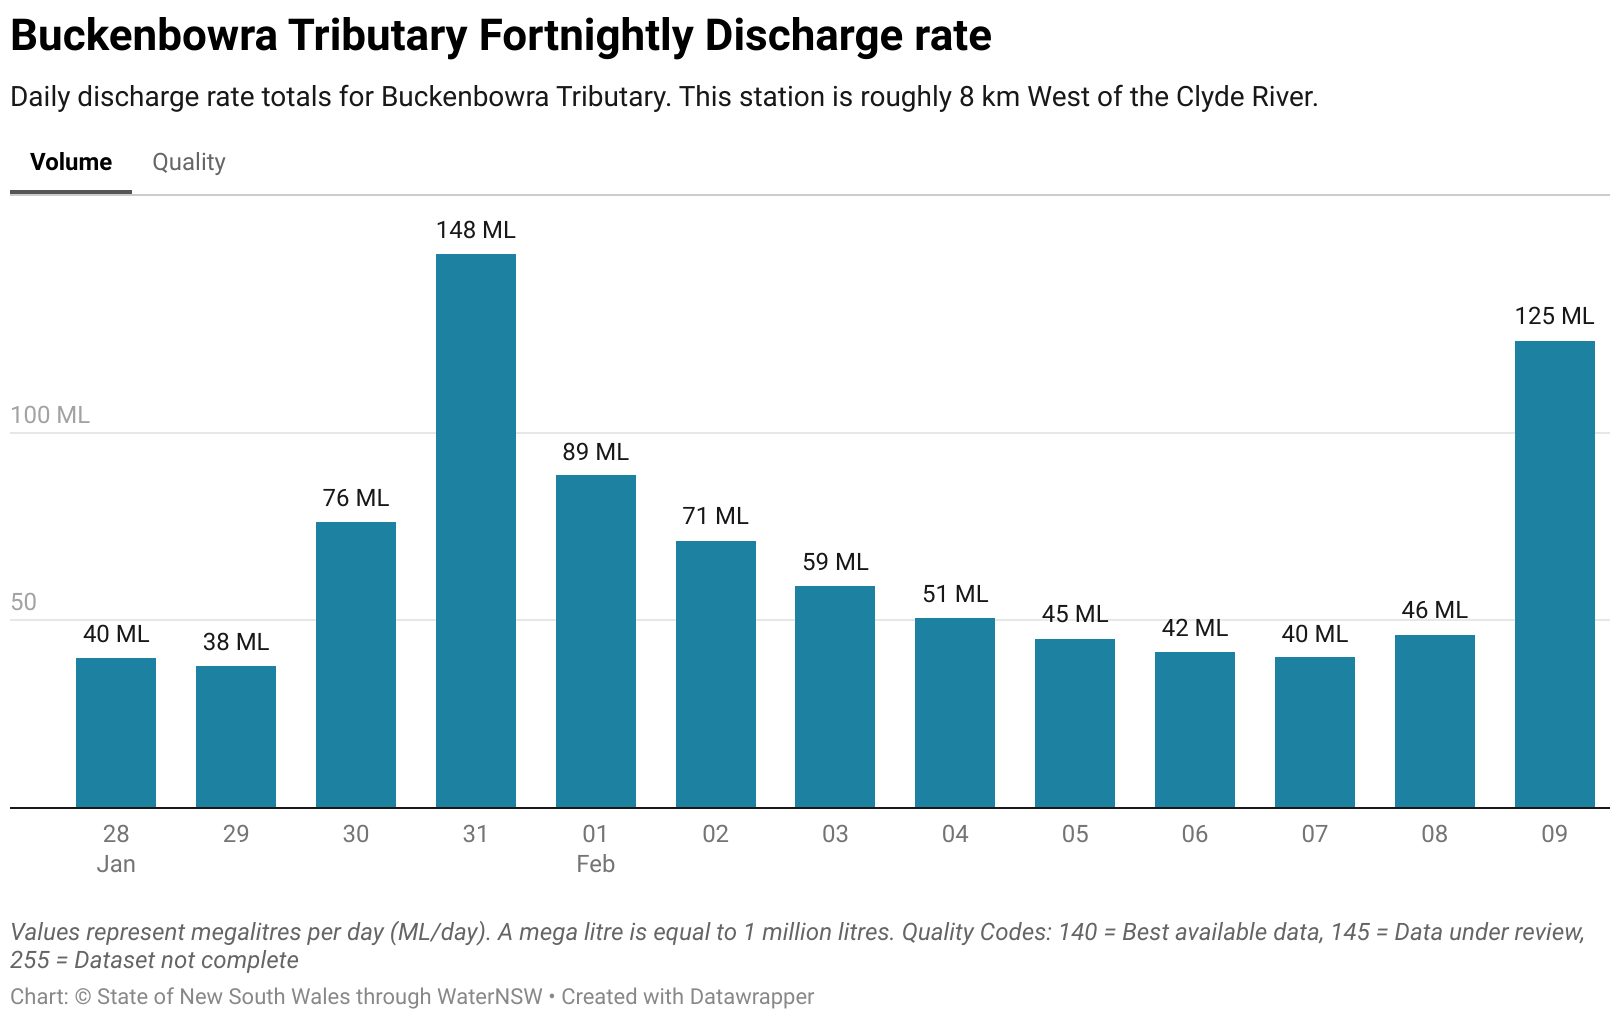 Buckenbowra Tributary Fortnightly Discharge rate
Daily discharge rate totals for Buckenbowra Tributary. This station is roughly 8 km West of the Clyde River.
Volume Quality
148 ML
125 ML
100 ML
89 ML
76 ML
71 ML
59 ML
51 ML
50
45 ML
46 ML
40 ML
38 ML
42 ML
40 ML
28 29 30 31 01 02 03 04 05 06 07 08 09
Jan Feb
Values represent megalitres per day (ML/day). A mega litre is equal to 1 million litres. Quality Codes: 140 = Best available data, 145 = Data under review,
255 = Dataset not complete
Chart: © State of New South Wales through WaterNSW • Created with Datawrapper